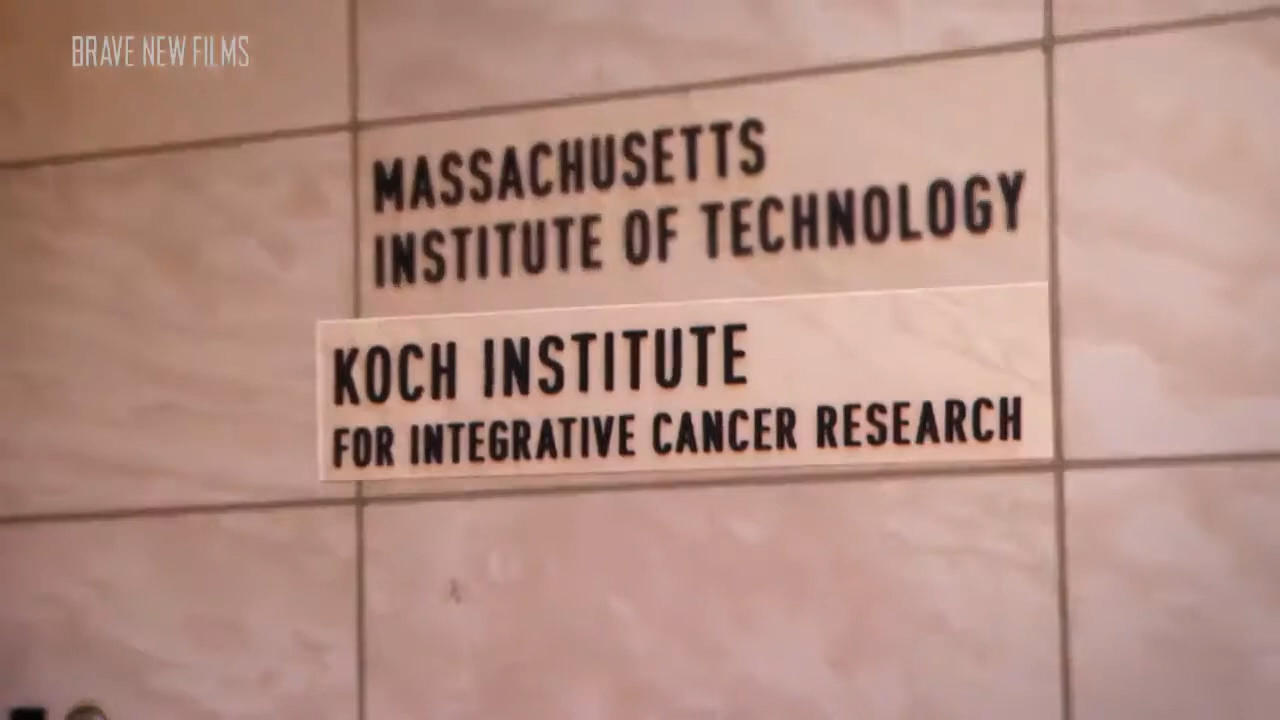 BRAVE NEW FILMS
MASSACHUSETTS
INSTITUTE OF TECHNOLOGY
KOCH INSTITUTE
FOR INTEGRATIVE CANCER RESEARCH